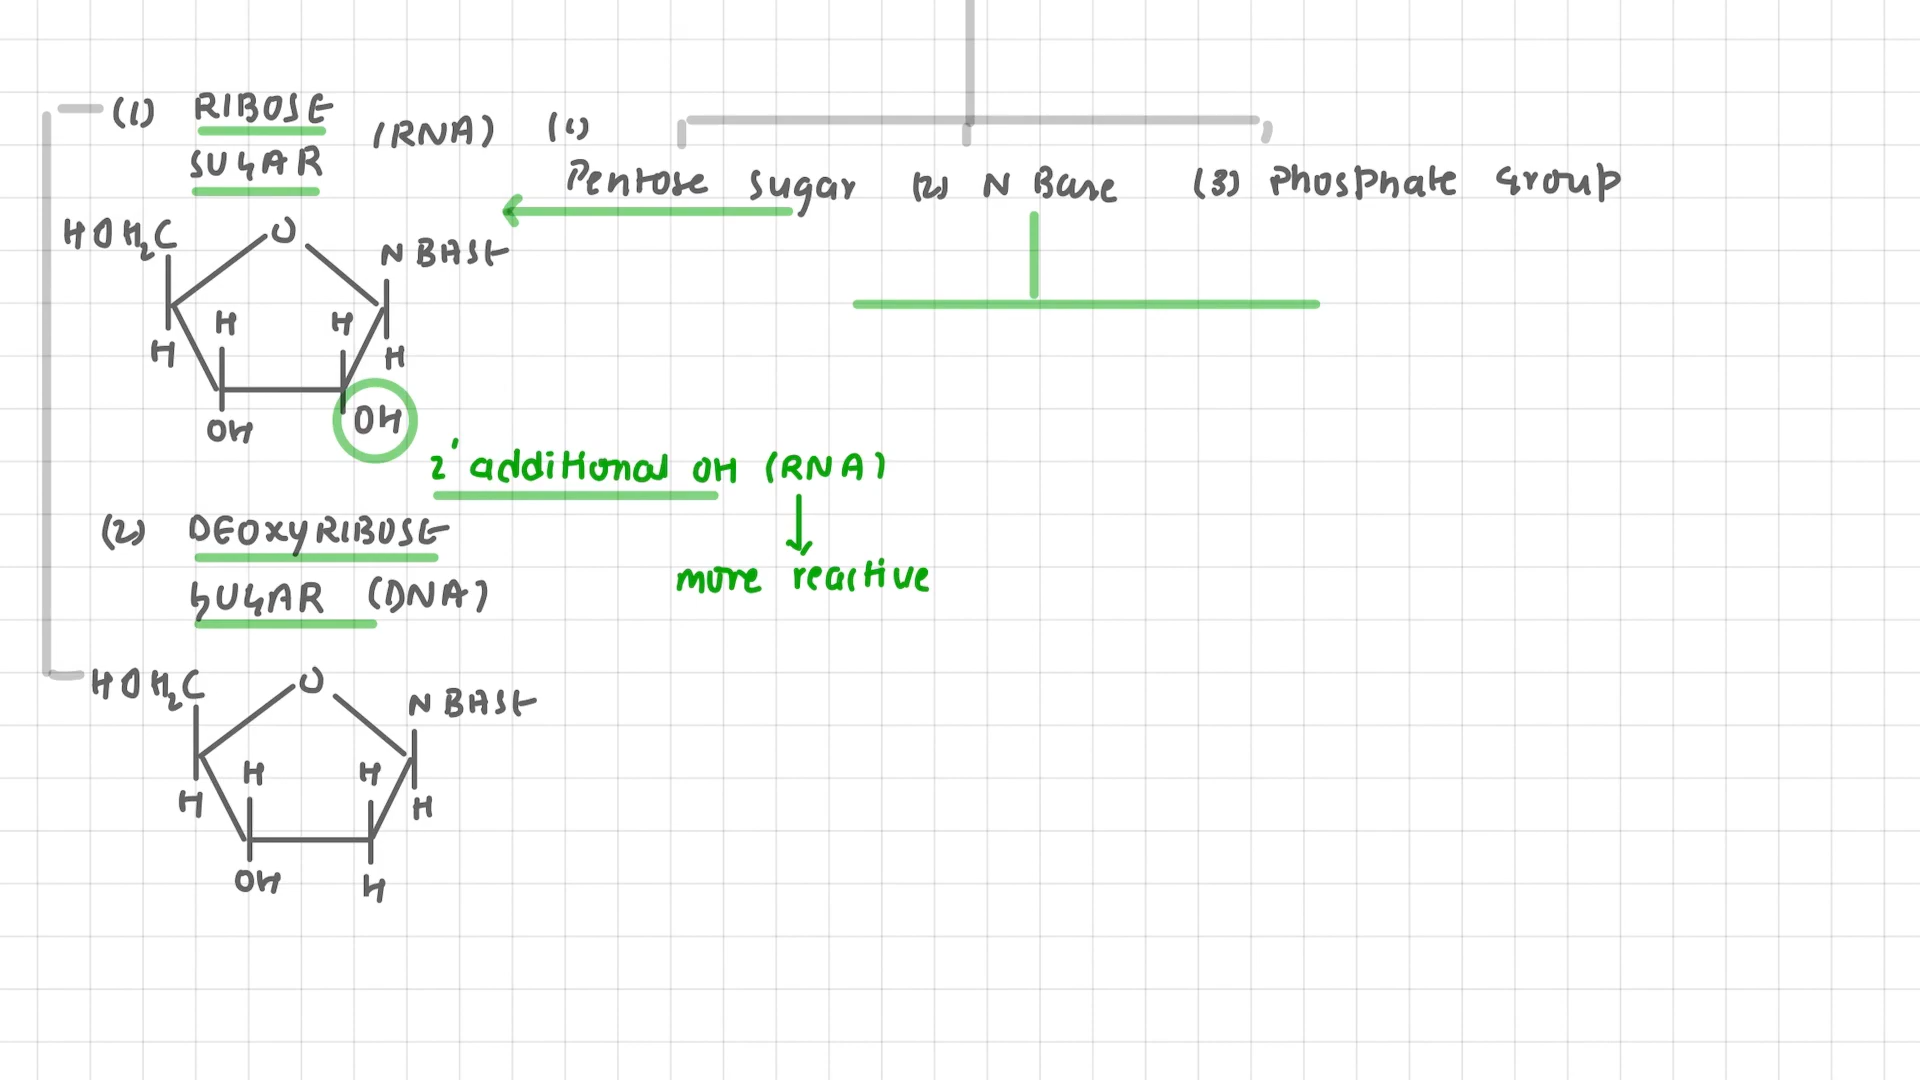 (1) RIBOSE
SUGAR
(RNA)
(1)
Pentose sugar (2) N Base (3) Phosphate Group
HOH₂C O N BASE
H H
H H
OH OH
2' additional OH (RNA)
more reactive
(2) DEOXYRIBOSE
SUGAR (DNA)
HOH₂C O N BASE
H H
H H
OH H